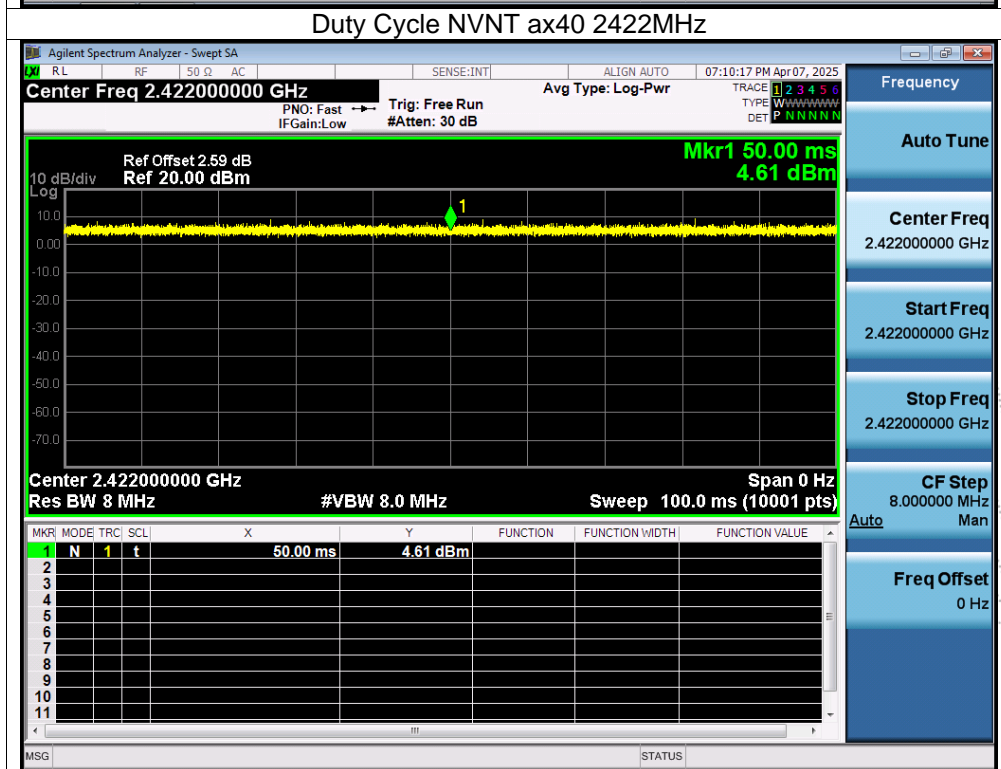 Duty Cycle NVNT ax40 2422MHz
Agilent Spectrum Analyzer - Swept SA
LXI RL RF 50 Ω AC SENSE:INT ALIGN AUTO 07:10:17 PM Apr 07, 2025
Center Freq 2.422000000 GHz
PNO: Fast
IFGain:Low
Trig: Free Run
#Atten: 30 dB
Avg Type: Log-Pwr
TRACE 1 2 3 4 5 6
TYPE WWWWWW
DET P N N N N N
Ref Offset 2.59 dB
10 dB/div Ref 20.00 dBm
Log
Mkr1 50.00 ms
4.61 dBm
1
10.0
0.00
-10.0
-20.0
-30.0
-40.0
-50.0
-60.0
-70.0
Center 2.422000000 GHz Span 0 Hz
Res BW 8 MHz #VBW 8.0 MHz Sweep 100.0 ms (10001 pts)
MKR MODE TRC SCL X Y FUNCTION FUNCTION WIDTH FUNCTION VALUE
1 N 1 t 50.00 ms 4.61 dBm
2
3
4
5
6
7
8
9
10
11
MSG STATUS
Frequency
Auto Tune
Center Freq
2.422000000 GHz
Start Freq
2.422000000 GHz
Stop Freq
2.422000000 GHz
CF Step
8.000000 MHz
Auto Man
Freq Offset
0 Hz